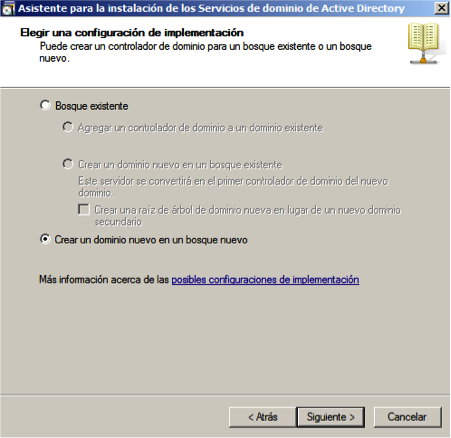 Asistente para la instalación de los Servicios de dominio de Active Directory
Elegir una configuración de implementación
Puede crear un controlador de dominio para un bosque existente o un bosque
nuevo.
Bosque existente
Agregar un controlador de dominio a un dominio existente
Crear un dominio nuevo en un bosque existente
Este servidor se convertirá en el primer controlador de dominio del nuevo
dominio.
Crear una raíz de árbol de dominio nueva en lugar de un nuevo dominio
secundario
Crear un dominio nuevo en un bosque nuevo
Más información acerca de las posibles configuraciones de implementación
< Atrás Siguiente > Cancelar